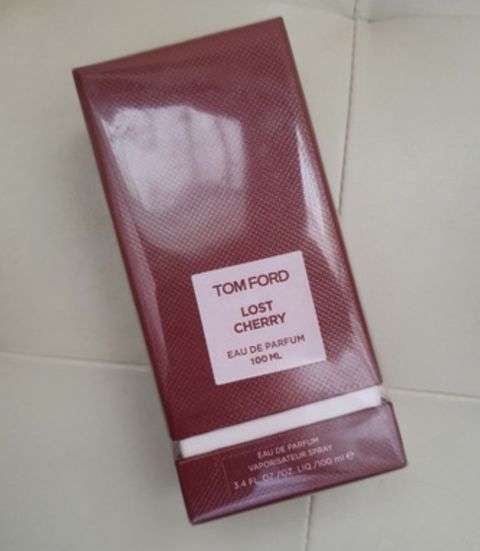 TOM FORD
LOST
CHERRY
EAU DE PARFUM
100 ML
EAU DE PARFUM
VAPORISATEUR SPRAY
3.4 FL. OZ./OZ. LIQ./100 ml ℮